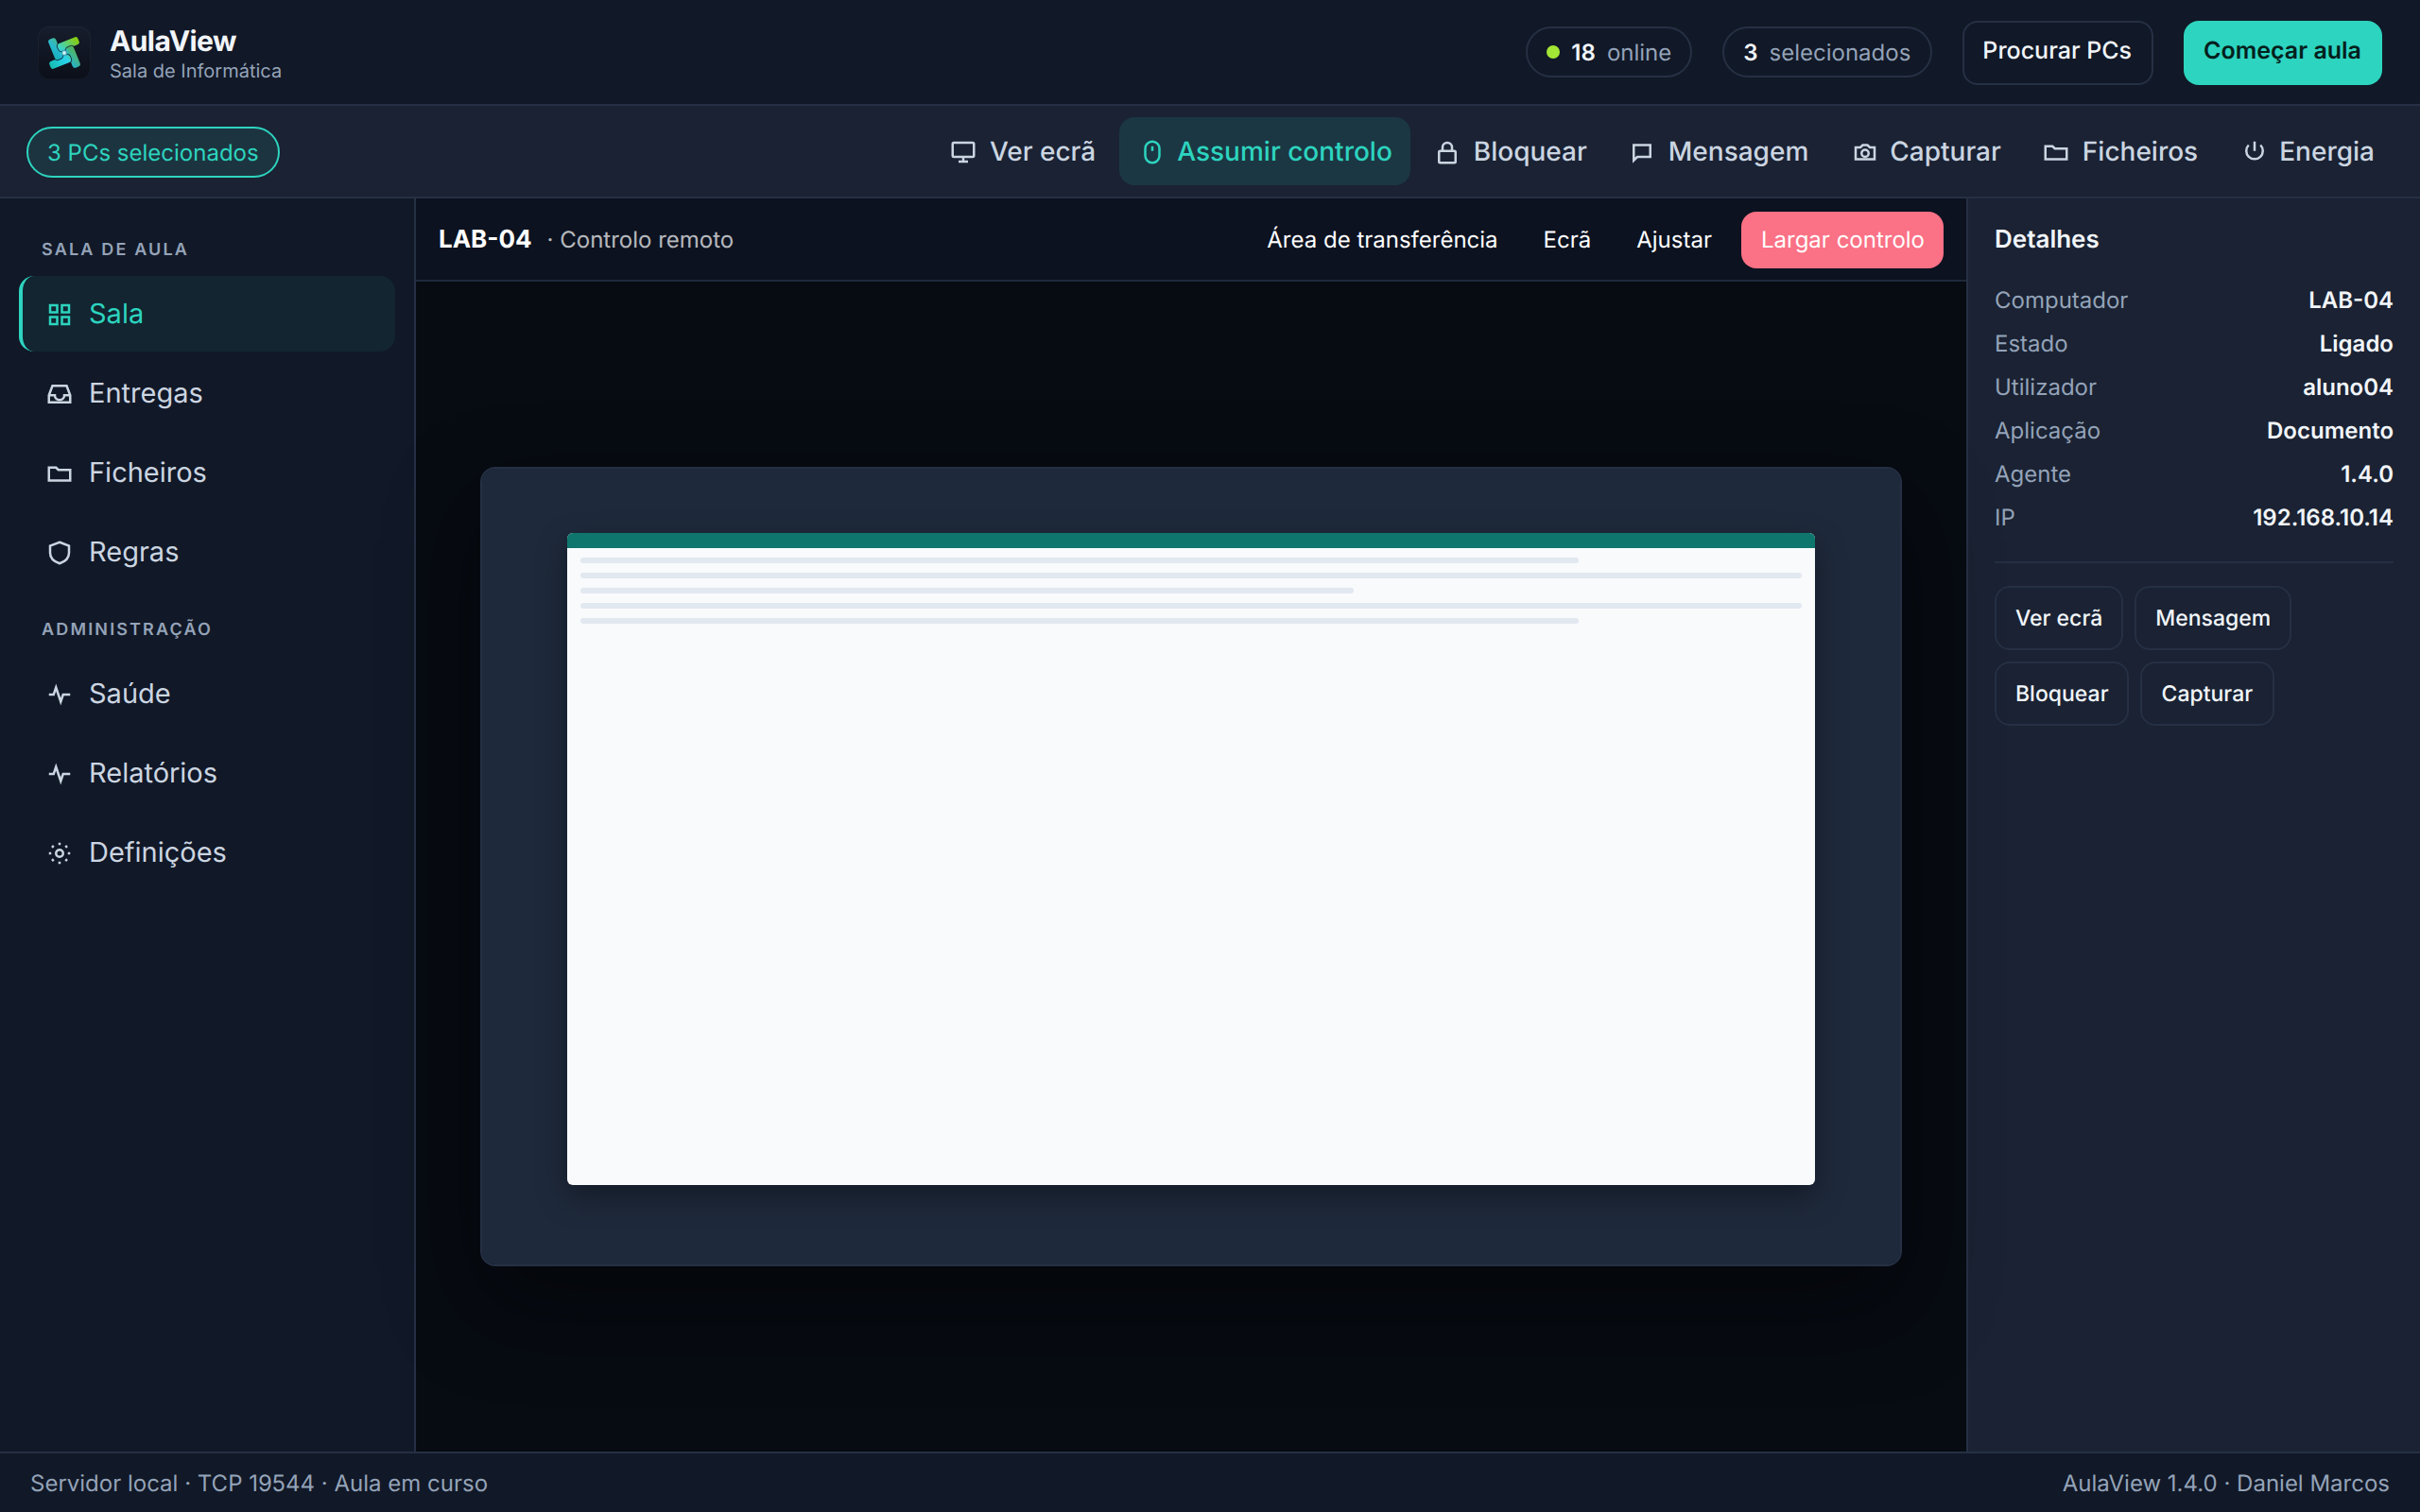 AulaView
Sala de Informática
18 online
3 selecionados
Procurar PCs
Começar aula
3 PCs selecionados
Ver ecrã
Assumir controlo
Bloquear
Mensagem
Capturar
Ficheiros
Energia
SALA DE AULA
Sala
Entregas
Ficheiros
Regras
ADMINISTRAÇÃO
Saúde
Relatórios
Definições
LAB-04 · Controlo remoto
Área de transferência
Ecrã
Ajustar
Largar controlo
Detalhes
Computador LAB-04
Estado Ligado
Utilizador aluno04
Aplicação Documento
Agente 1.4.0
IP 192.168.10.14
Ver ecrã
Mensagem
Bloquear
Capturar
Servidor local · TCP 19544 · Aula em curso
AulaView 1.4.0 · Daniel Marcos